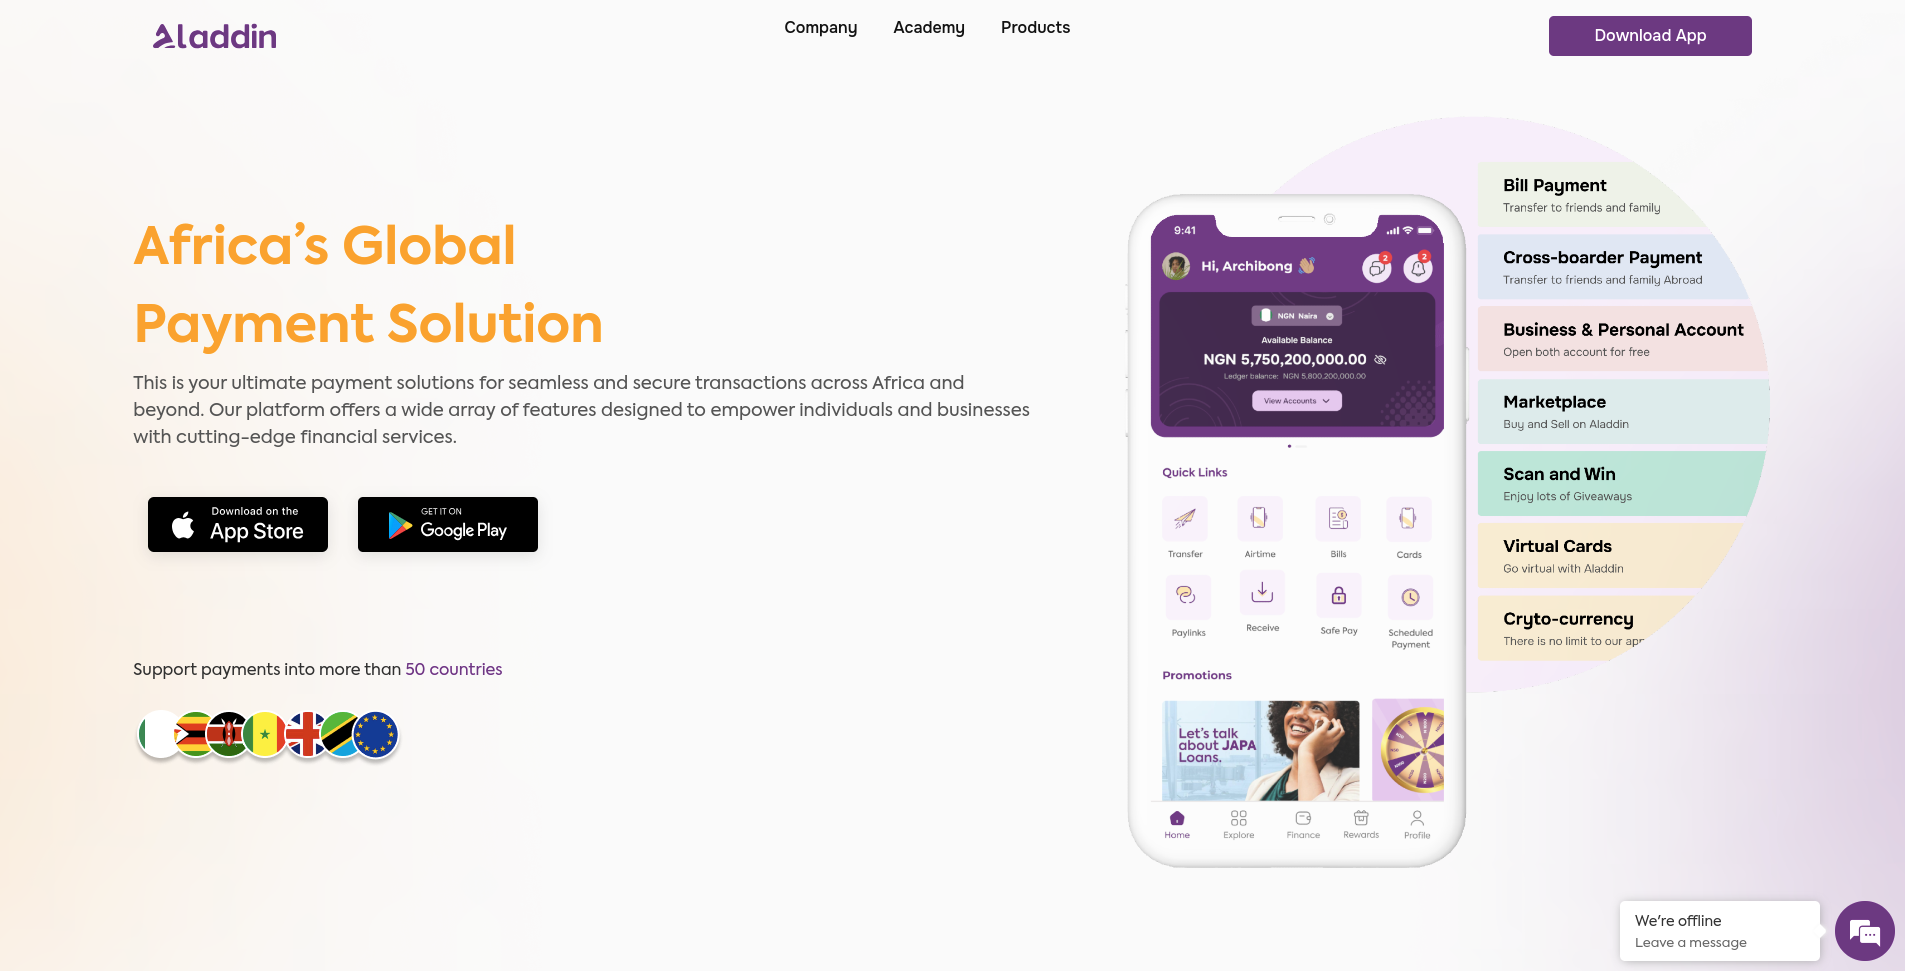 Aladdin
Company
Academy
Products
Download App
Africa's Global
Payment Solution
This is your ultimate payment solutions for seamless and secure transactions across Africa and
beyond. Our platform offers a wide array of features designed to empower individuals and businesses
with cutting-edge financial services.
Download on the
App Store
GET IT ON
Google Play
Support payments into more than 50 countries
9:41
Hi, Archibong
2
2
NGN Naira
Available Balance
NGN 5,750,200,000.00
Ledger balance: NGN 5,800,200,000.00
View Accounts
Quick Links
Transfer
Airtime
Bills
Cards
Paylinks
Receive
Safe Pay
Scheduled
Payment
Promotions
Let's talk
about JAPA
Loans.
Home
Explore
Finance
Rewards
Profile
Bill Payment
Transfer to friends and family
Cross-boarder Payment
Transfer to friends and family Abroad
Business & Personal Account
Open both account for free
Marketplace
Buy and Sell on Aladdin
Scan and Win
Enjoy lots of Giveaways
Virtual Cards
Go virtual with Aladdin
Cryto-currency
There is no limit to our app
We're offline
Leave a message